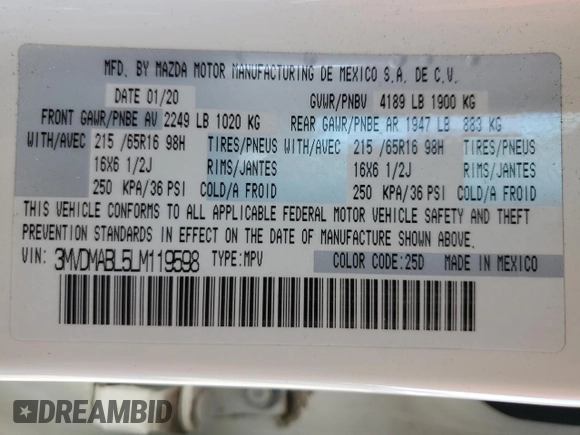 MFD. BY MAZDA MOTOR MANUFACTURING DE MEXICO S.A. DE C.V.
DATE 01/20 GVWR/PNBV 4189 LB 1900 KG
FRONT GAWR/PNBE AV 2249 LB 1020 KG REAR GAWR/PNBE AR 1947 LB 883 KG
WITH/AVEC 215 /65R16 98H TIRES/PNEUS WITH/AVEC 215 /65R16 98H TIRES/PNEUS
16X6 1/2J RIMS/JANTES 16X6 1/2J RIMS/JANTES
250 KPA/36 PSI COLD/A FROID 250 KPA/36 PSI COLD/A FROID
THIS VEHICLE CONFORMS TO ALL APPLICABLE FEDERAL MOTOR VEHICLE SAFETY AND THEFT
PREVENTION STANDARDS IN EFFECT ON THE DATE OF MANUFACTURE SHOWN ABOVE.
VIN: 3MVDMABL5LM119598 TYPE:MPV COLOR CODE:25D MADE IN MEXICO
DREAMBID